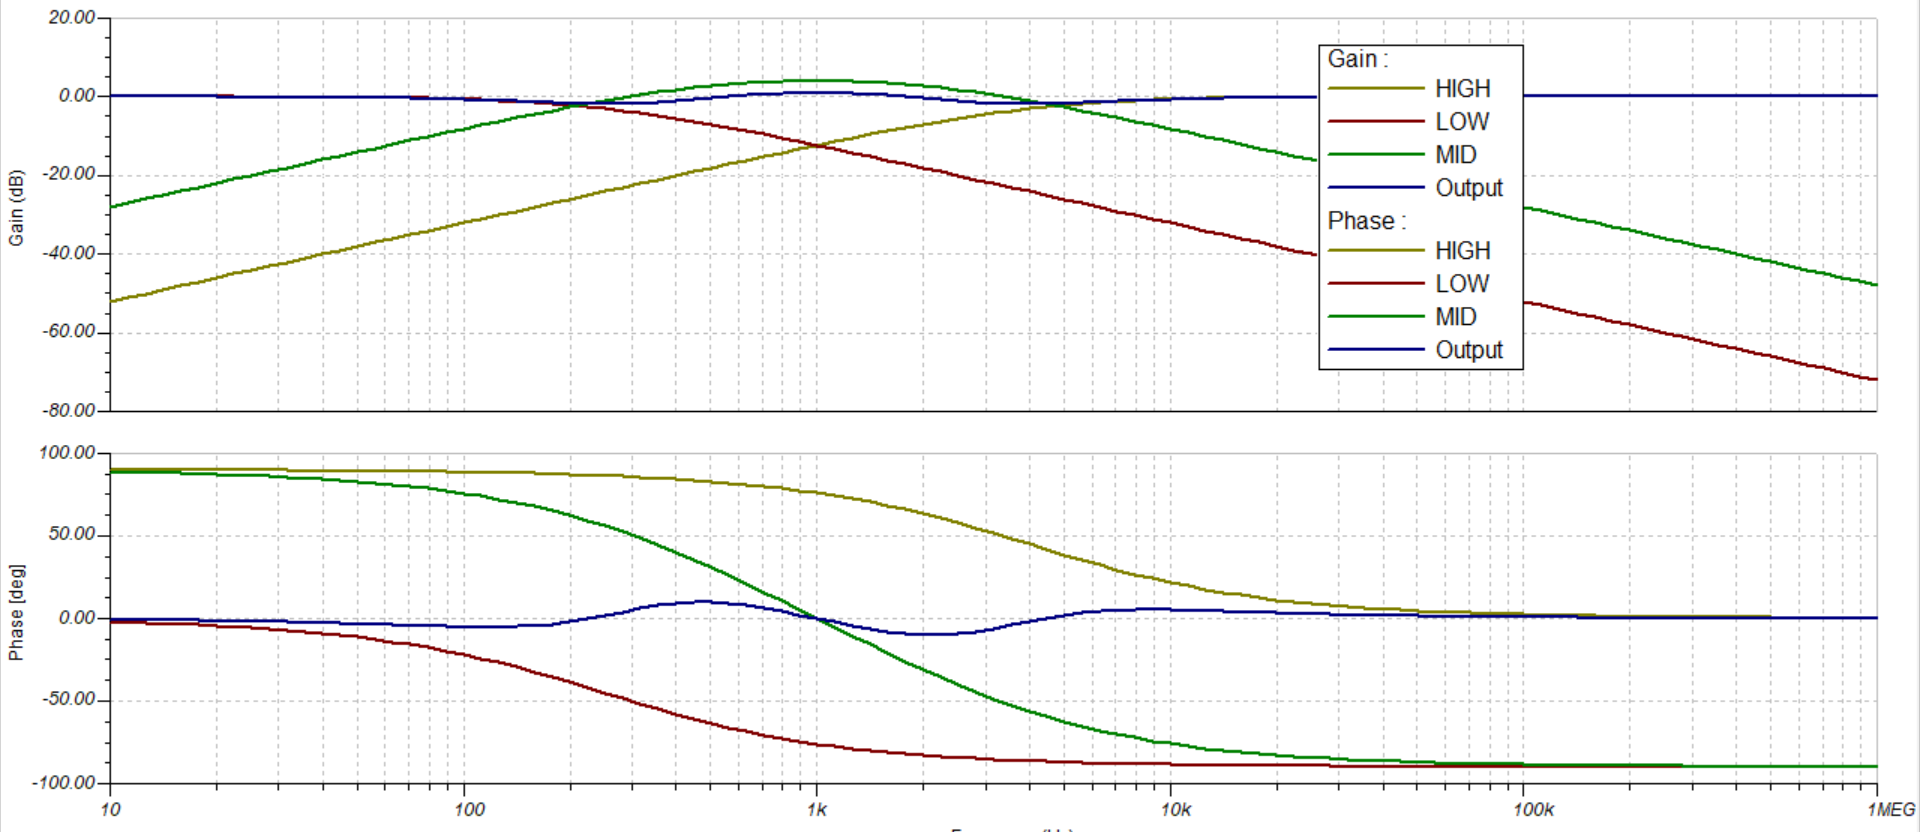 20.00
0.00
-20.00
-40.00
-60.00
-80.00
Gain (dB)
Gain :
HIGH
LOW
MID
Output
Phase :
HIGH
LOW
MID
Output
100.00
50.00
0.00
-50.00
-100.00
Phase [deg]
10
100
1k
10k
100k
1MEG